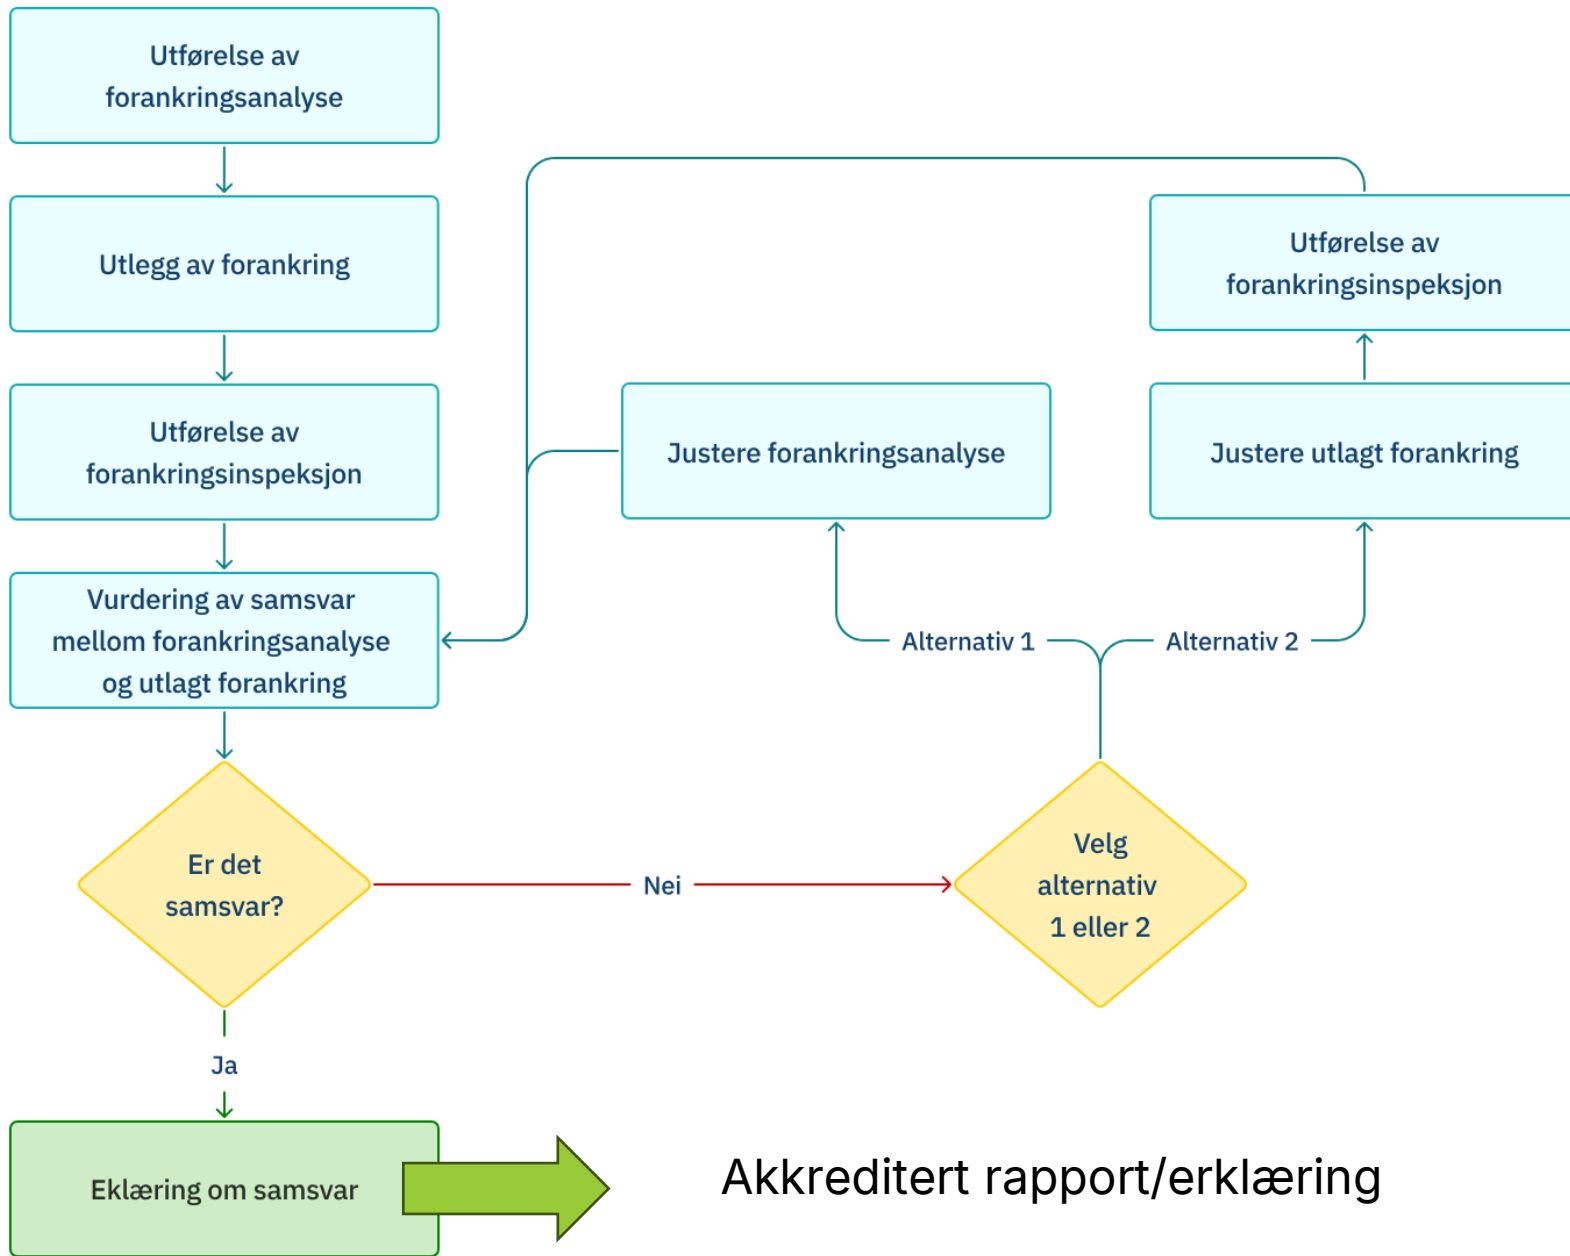 Utførelse av
forankringsanalyse
Utlegg av forankring
Utførelse av
forankringsinspeksjon
Vurdering av samsvar
mellom forankringsanalyse
og utlagt forankring
Er det
samsvar?
Nei
Velg
alternativ
1 eller 2
Alternativ 1
Alternativ 2
Justere forankringsanalyse
Justere utlagt forankring
Utførelse av
forankringsinspeksjon
Ja
Eklæring om samsvar
Akkreditert rapport/erklæring